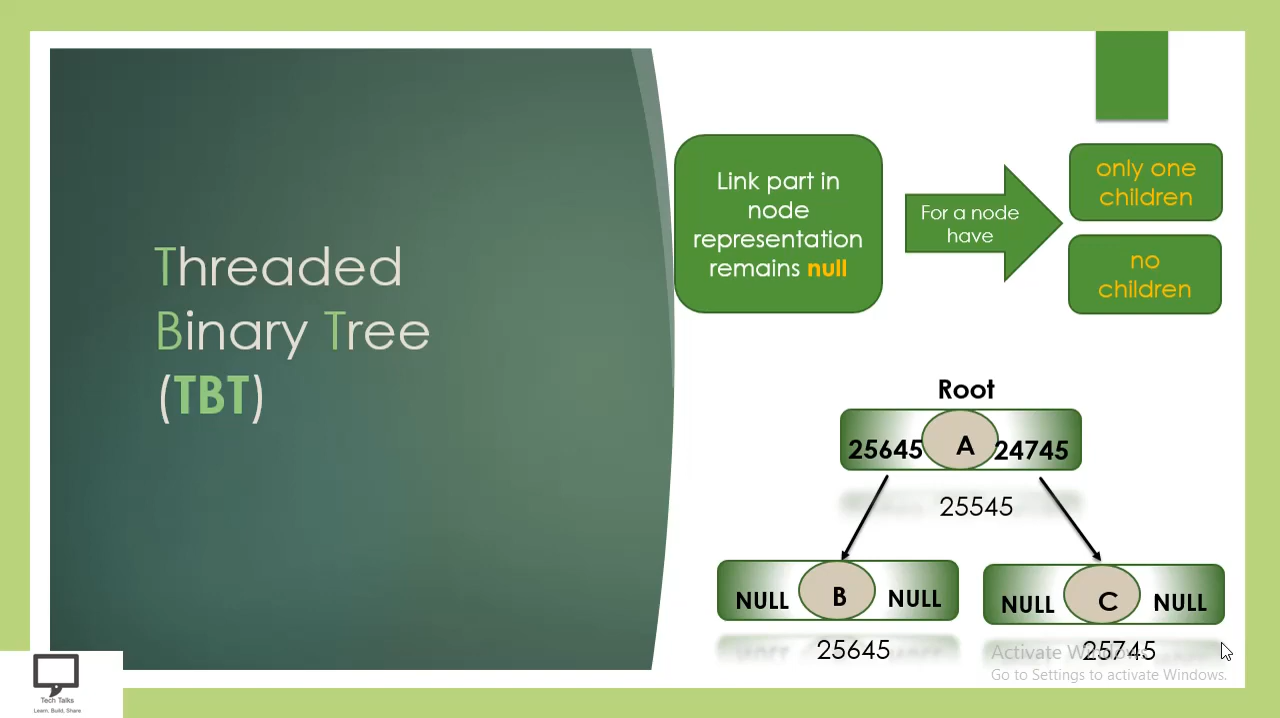 Threaded
Binary Tree
(TBT)
Link part in
node
representation
remains null
For a node
have
only one
children
no
children
Root
25645 A 24745
25545
NULL B NULL
25645
NULL C NULL
25745
Activate Windows
Go to Settings to activate Windows.
Tech Talks
Learn. Build. Share